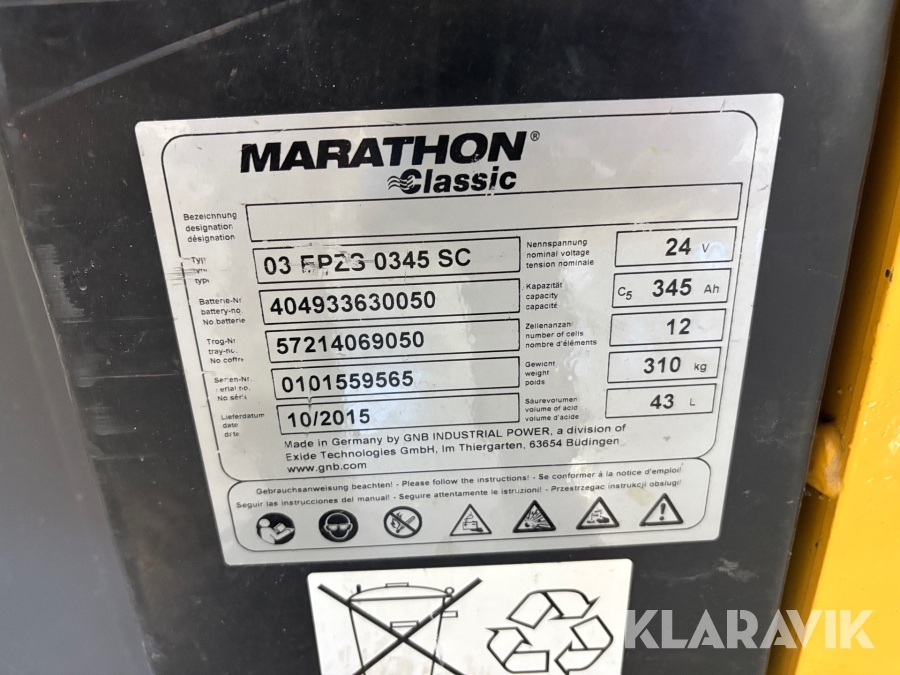 MARATHON®
Classic
Bezeichnung
designation
désignation
Typ
type
03 EPZS 0345 SC
Nennspannung
nominal voltage
tension nominale
24 V
Batterie-Nr
battery-no.
No batterie
404933630050
Kapazität
capacity
capacité
C5 345 Ah
Trog-Nr
tray-no.
No coffre
57214069050
Zellenanzahl
number of cells
nombre d'éléments
12
Serien-Nr.
serial no.
No série
0101559565
Gewicht
weight
poids
310 kg
Lieferdatum
date
date
10/2015
Säurevolumen
volume of acid
volume d'acide
43 L
Made in Germany by GNB INDUSTRIAL POWER, a division of
Exide Technologies GmbH, Im Thiergarten, 63654 Büdingen
www.gnb.com
Gebrauchsanweisung beachten! - Please follow the instructions! - Se conformer à la notice d'emploi!
Seguir las instrucciones del manual! - Seguire attentamente le istruzioni! - Przestrzegac instrukcji obslugi!
KLARAVIK